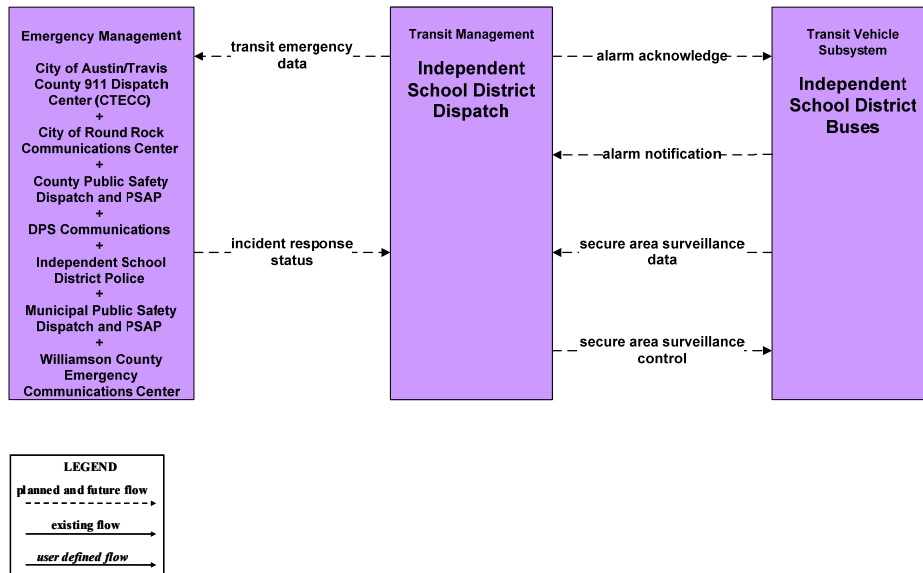 Emergency Management
City of Austin/Travis
County 911 Dispatch
Center (CTECC)
+
City of Round Rock
Communications Center
+
County Public Safety
Dispatch and PSAP
+
DPS Communications
+
Independent School
District Police
+
Municipal Public Safety
Dispatch and PSAP
+
Williamson County
Emergency
Communications Center
transit emergency
data
incident response
status
Transit Management
Independent
School District
Dispatch
alarm acknowledge
alarm notification
secure area surveillance
data
secure area surveillance
control
Transit Vehicle
Subsystem
Independent
School District
Buses
LEGEND
planned and future flow
existing flow
user defined flow